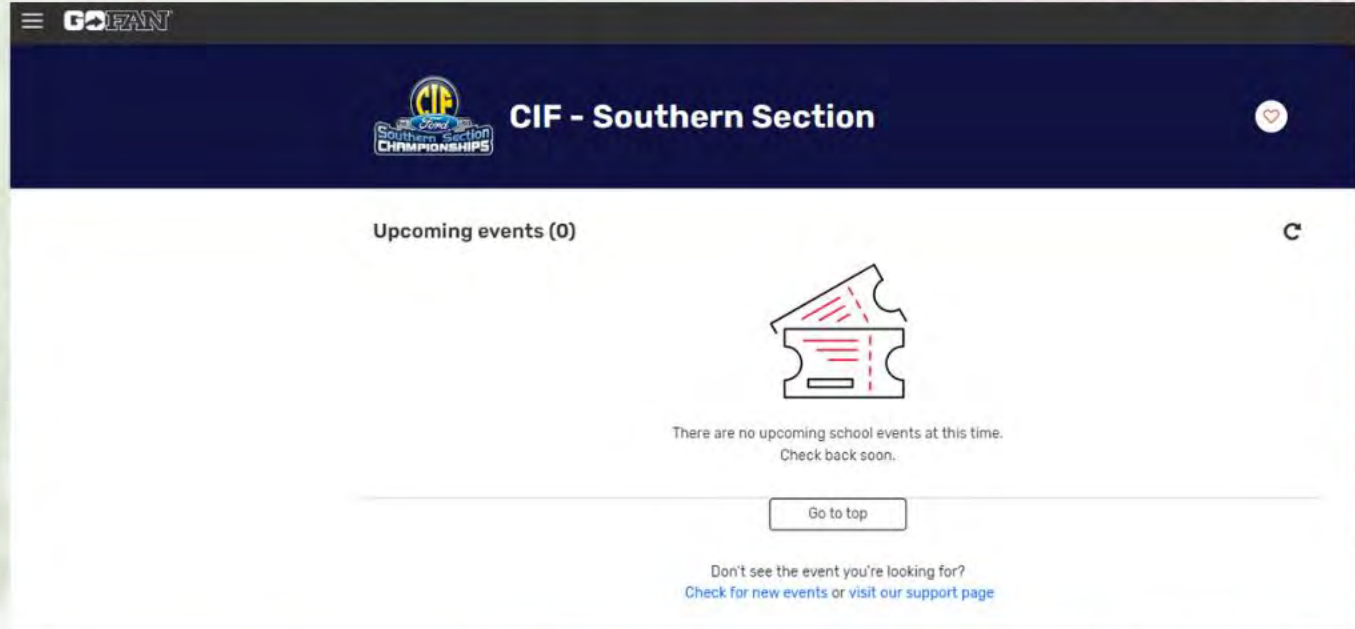 GOFAN
CIF
Ford
Southern Section
CHAMPIONSHIPS
CIF - Southern Section
Upcoming events (0)
There are no upcoming school events at this time.
Check back soon.
Go to top
Don't see the event you're looking for?
Check for new events or visit our support page